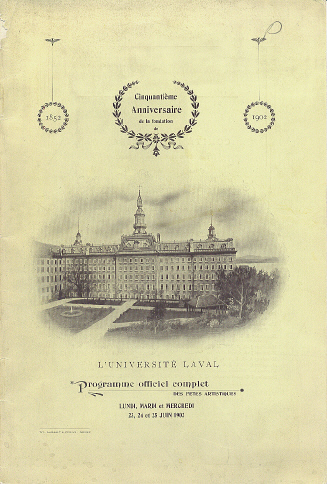 1852
Cinquantième
Anniversaire
de la fondation
de
1902
L'UNIVERSITÉ LAVAL
Programme officiel complet
DES FETES ARTISTIQUES
LUNDI, MARDI et MERCREDI
23, 24 et 25 JUIN 1902